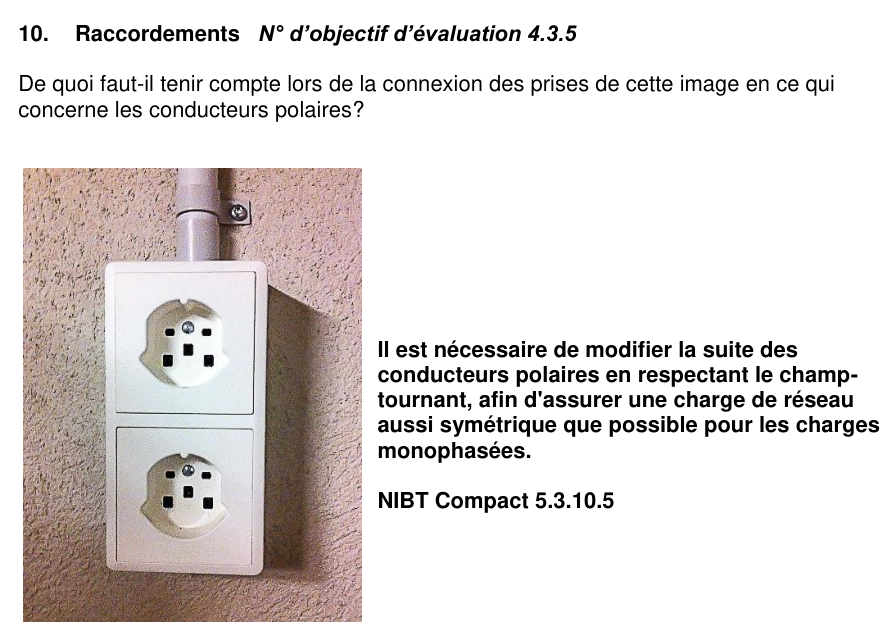 10. Raccordements N° d'objectif d'évaluation 4.3.5
De quoi faut-il tenir compte lors de la connexion des prises de cette image en ce qui
concerne les conducteurs polaires?
Il est nécessaire de modifier la suite des
conducteurs polaires en respectant le champ-
tournant, afin d'assurer une charge de réseau
aussi symétrique que possible pour les charges
monophasées.
NIBT Compact 5.3.10.5